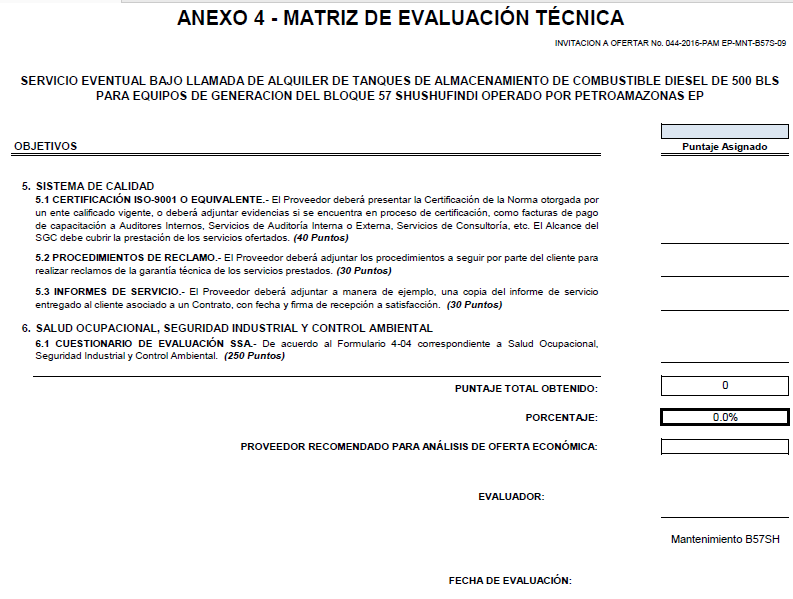 ANEXO 4 - MATRIZ DE EVALUACIÓN TÉCNICA
INVITACION A OFERTAR No. 044-2016-PAM EP-MNT-B57S-09
SERVICIO EVENTUAL BAJO LLAMADA DE ALQUILER DE TANQUES DE ALMACENAMIENTO DE COMBUSTIBLE DIESEL DE 500 BLS
PARA EQUIPOS DE GENERACION DEL BLOQUE 57 SHUSHUFINDI OPERADO POR PETROAMAZONAS EP
OBJETIVOS
Puntaje Asignado
5. SISTEMA DE CALIDAD
5.1 CERTIFICACIÓN ISO-9001 O EQUIVALENTE.- El Proveedor deberá presentar la Certificación de la Norma otorgada por
un ente calificado vigente, o deberá adjuntar evidencias si se encuentra en proceso de certificación, como facturas de pago
de capacitación a Auditores Internos, Servicios de Auditoría Interna o Externa, Servicios de Consultoría, etc. El Alcance del
SGC debe cubrir la prestación de los servicios ofertados. (40 Puntos)
5.2 PROCEDIMIENTOS DE RECLAMO.- El Proveedor deberá adjuntar los procedimientos a seguir por parte del cliente para
realizar reclamos de la garantía técnica de los servicios prestados. (30 Puntos)
5.3 INFORMES DE SERVICIO.- El Proveedor deberá adjuntar a manera de ejemplo, una copia del informe de servicio
entregado al cliente asociado a un Contrato, con fecha y firma de recepción a satisfacción. (30 Puntos)
6. SALUD OCUPACIONAL, SEGURIDAD INDUSTRIAL Y CONTROL AMBIENTAL
6.1 CUESTIONARIO DE EVALUACIÓN SSA.- De acuerdo al Formulario 4-04 correspondiente a Salud Ocupacional,
Seguridad Industrial y Control Ambiental. (250 Puntos)
PUNTAJE TOTAL OBTENIDO: 0
PORCENTAJE: 0.0%
PROVEEDOR RECOMENDADO PARA ANÁLISIS DE OFERTA ECONÓMICA:
EVALUADOR:
Mantenimiento B57SH
FECHA DE EVALUACIÓN: